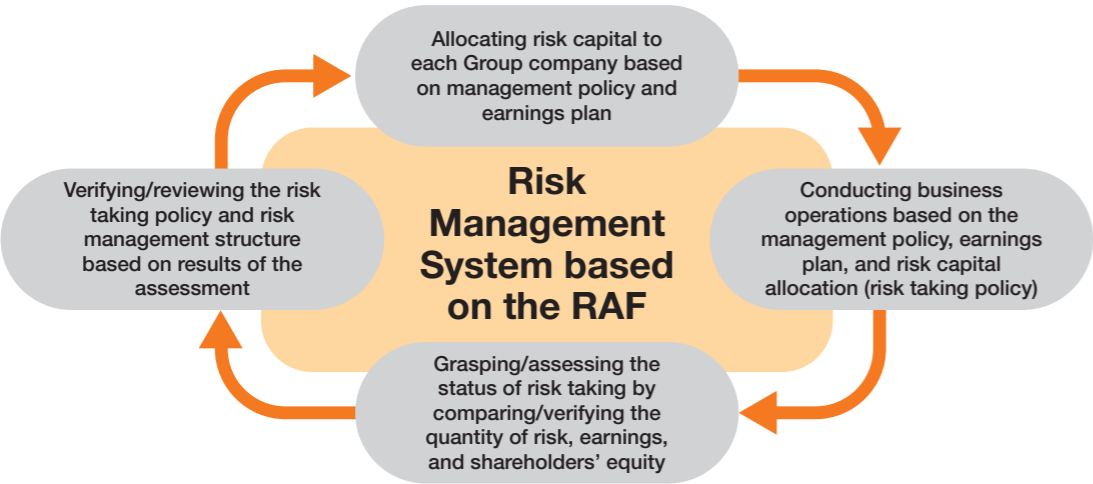 Allocating risk capital to
each Group company based
on management policy and
earnings plan
Risk
Management
System based
on the RAF
Verifying/reviewing the risk
taking policy and risk
management structure
based on results of the
assessment
Conducting business
operations based on the
management policy, earnings
plan, and risk capital
allocation (risk taking policy)
Grasping/assessing the
status of risk taking by
comparing/verifying the
quantity of risk, earnings,
and shareholders’ equity